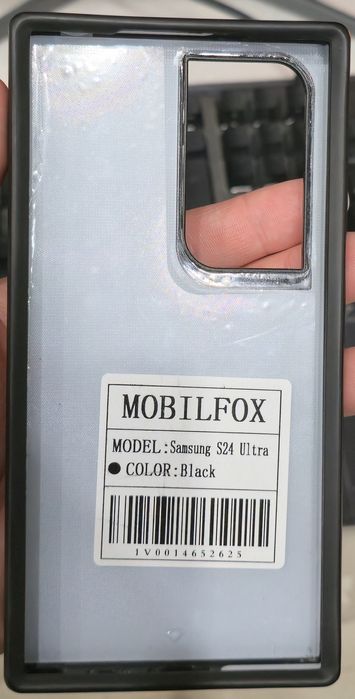 MOBILFOX
MODEL:Samsung S24 Ultra
● COLOR:Black
1V0014652625